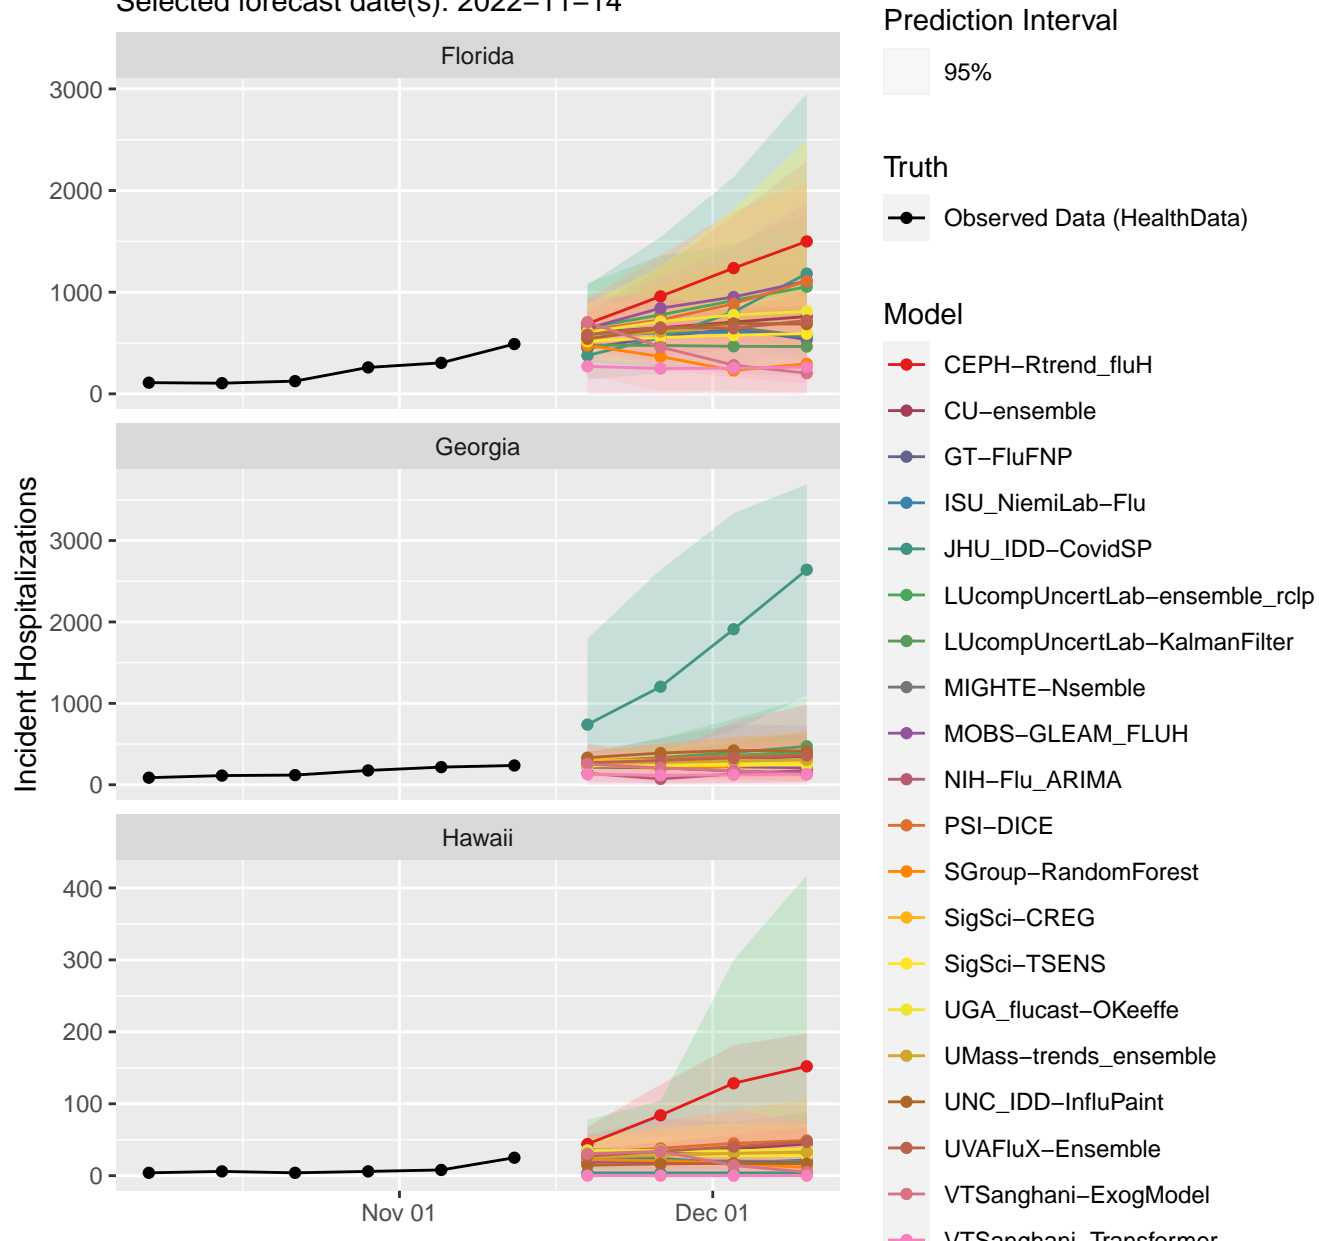 Selected forecast date(s): 2022−11−14
Florida
3000
2000
1000
0
Georgia
3000
2000
1000
0
Hawaii
400
300
200
100
0
Nov 01
Dec 01
Incident Hospitalizations
Prediction Interval
95%
Truth
Observed Data (HealthData)
Model
CEPH−Rtrend_fluH
CU−ensemble
GT−FluFNP
ISU_NiemiLab−Flu
JHU_IDD−CovidSP
LUcompUncertLab−ensemble_rclp
LUcompUncertLab−KalmanFilter
MIGHTE−Nsemble
MOBS−GLEAM_FLUH
NIH−Flu_ARIMA
PSI−DICE
SGroup−RandomForest
SigSci−CREG
SigSci−TSENS
UGA_flucast−OKeeffe
UMass−trends_ensemble
UNC_IDD−InfluPaint
UVAFluX−Ensemble
VTSanghani−ExogModel
VTSanghani−Transformer